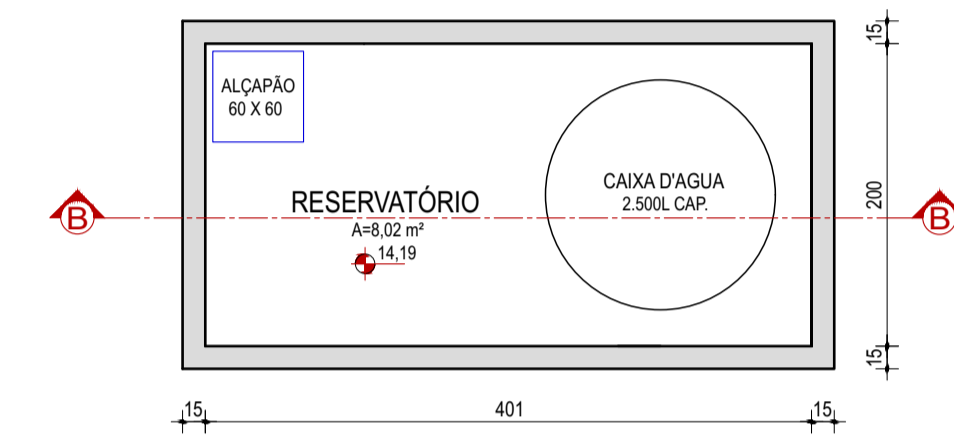 15
ALÇAPÃO
60 X 60
RESERVATÓRIO
A=8,02 m²
14,19
CAIXA D'AGUA
2.500L CAP.
B
B
200
15
15
401
15